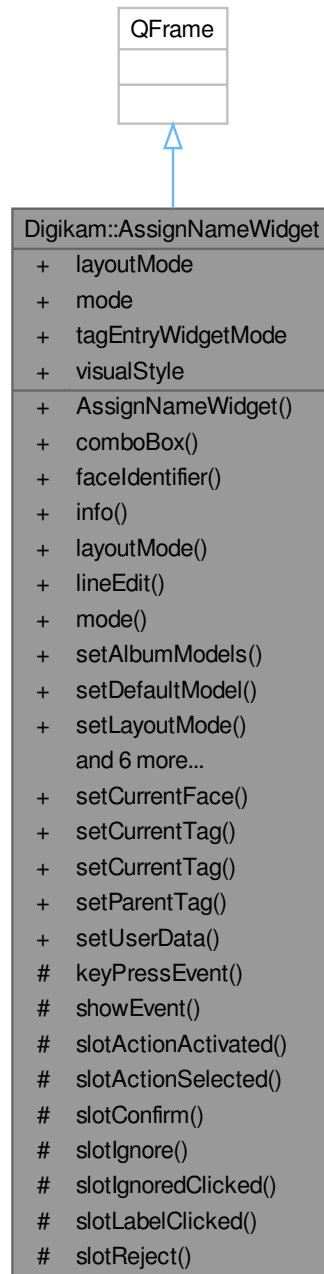 QFrame
Digikam::AssignNameWidget
+ layoutMode
+ mode
+ tagEntryWidgetMode
+ visualStyle
+ AssignNameWidget()
+ comboBox()
+ faceIdentifier()
+ info()
+ layoutMode()
+ lineEdit()
+ mode()
+ setAlbumModels()
+ setDefaultModel()
+ setLayoutMode()
and 6 more...
+ setCurrentFace()
+ setCurrentTag()
+ setCurrentTag()
+ setParentTag()
+ setUserData()
# keyPressEvent()
# showEvent()
# slotActionActivated()
# slotActionSelected()
# slotConfirm()
# slotIgnore()
# slotIgnoredClicked()
# slotLabelClicked()
# slotReject()